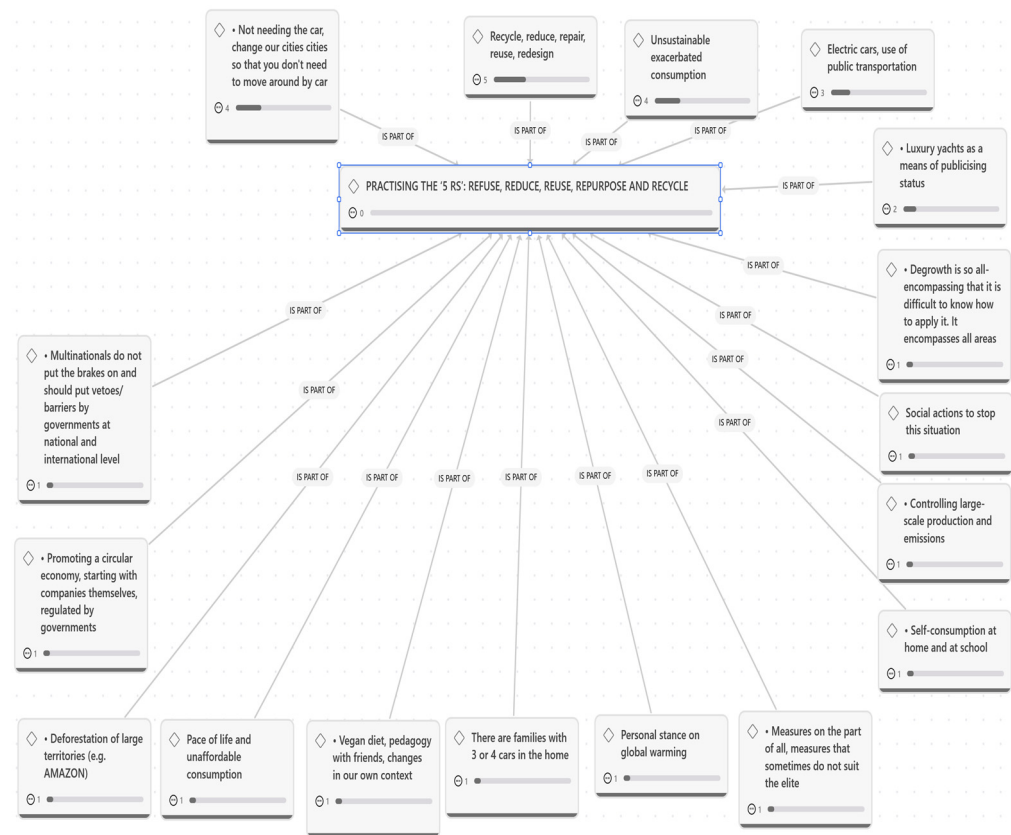 • Not needing the car,
change our cities cities
so that you don't need
to move around by car
4
Recycle, reduce, repair,
reuse, redesign
5
Unsustainable
exacerbated
consumption
4
Electric cars, use of
public transportation
3
IS PART OF
IS PART OF
IS PART OF
IS PART OF
• Luxury yachts as a
means of publicising
status
2
IS PART OF
PRACTISING THE '5 RS': REFUSE, REDUCE, REUSE, REPURPOSE AND RECYCLE
0
IS PART OF
• Degrowth is so all-
encompassing that it is
difficult to know how
to apply it. It
encompasses all areas
1
IS PART OF
IS PART OF
• Multinationals do not
put the brakes on and
should put vetoes/
barriers by
governments at
national and
international level
1
IS PART OF
IS PART OF
Social actions to stop
this situation
1
IS PART OF
IS PART OF
IS PART OF
IS PART OF
IS PART OF
IS PART OF
IS PART OF
• Controlling large-
scale production and
emissions
1
• Promoting a circular
economy, starting with
companies themselves,
regulated by
governments
1
• Self-consumption at
home and at school
1
• Deforestation of large
territories (e.g.
AMAZON)
1
Pace of life and
unaffordable
consumption
1
• Vegan diet, pedagogy
with friends, changes
in our own context
1
There are families with
3 or 4 cars in the home
1
Personal stance on
global warming
1
• Measures on the part
of all, measures that
sometimes do not suit
the elite
1